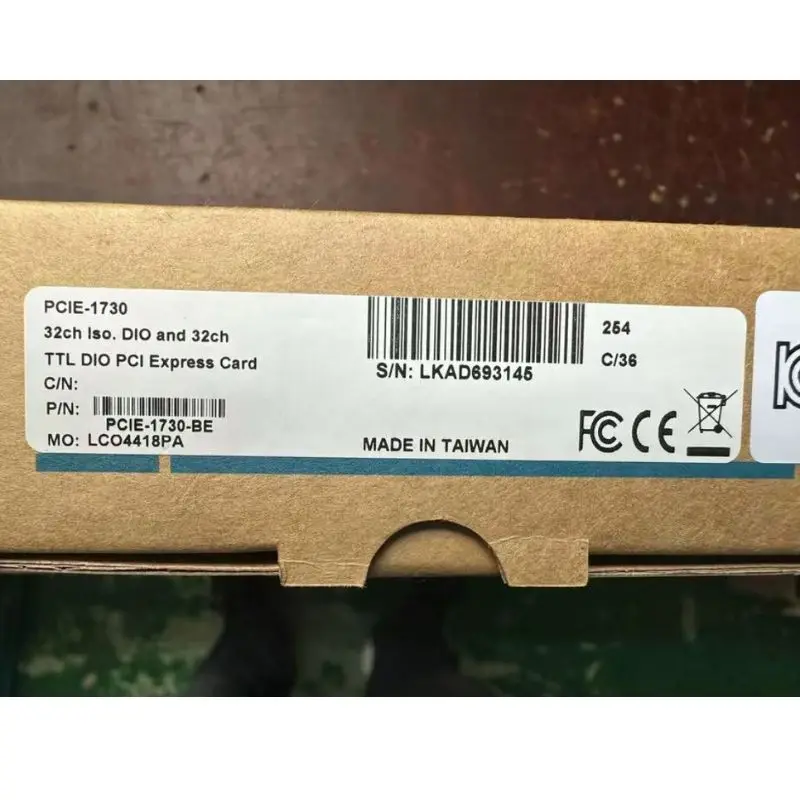 PCIE-1730
32ch Iso. DIO and 32ch
TTL DIO PCI Express Card
C/N:
P/N:
PCIE-1730-BE
MO: LCO4418PA
S/N: LKAD693145
MADE IN TAIWAN
254
C/36
FC CE